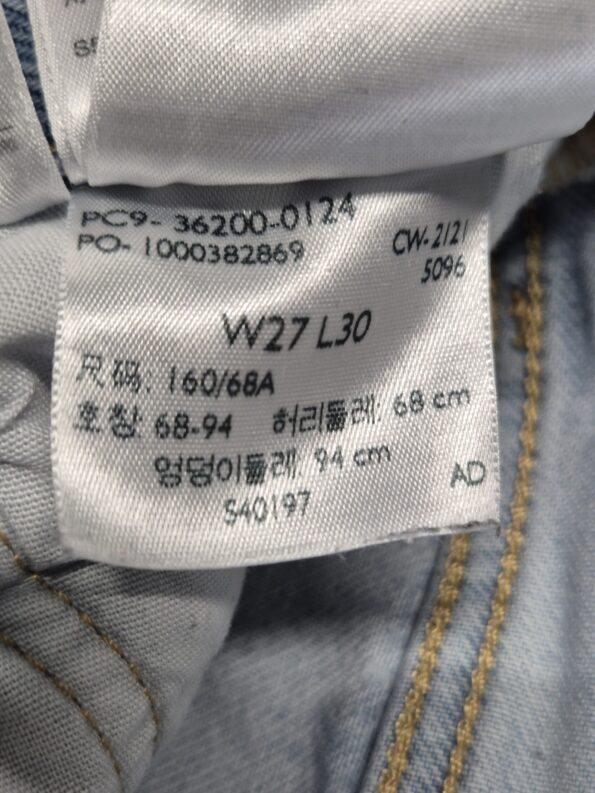 PC9- 36200-0124
PO- 1000382869
CW-2121
5096
W27 L30
尺码: 160/68A
호칭: 68-94 허리둘레: 68 cm
엉덩이둘레: 94 cm
AD
S40197